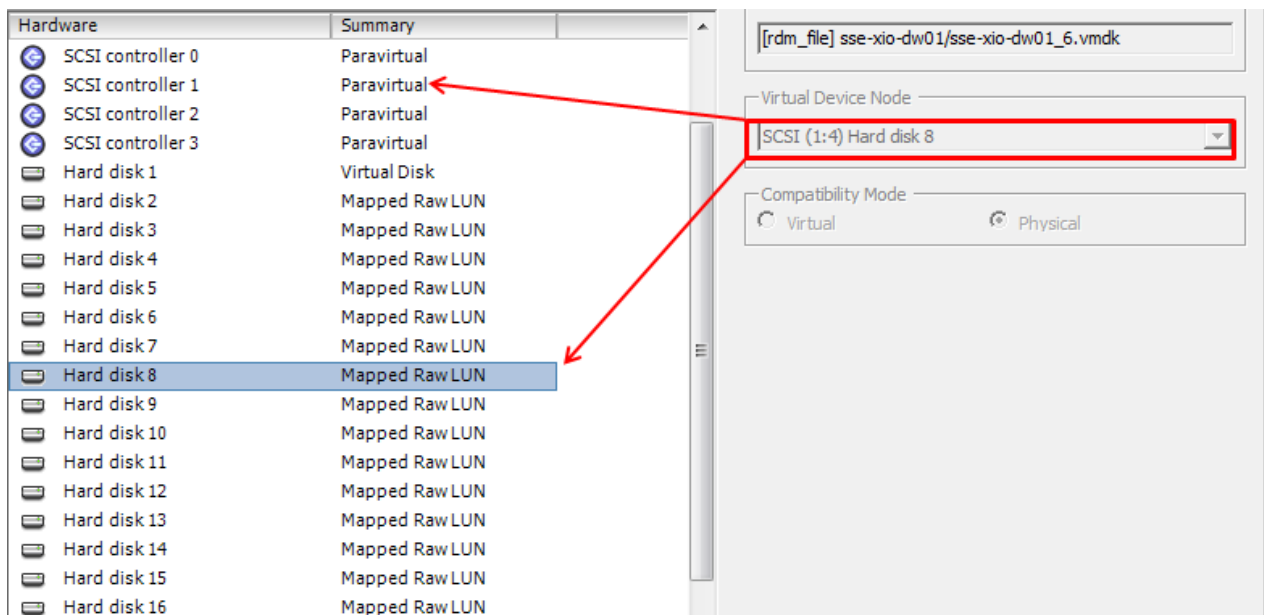 Hardware Summary
SCSI controller 0 Paravirtual
SCSI controller 1 Paravirtual
SCSI controller 2 Paravirtual
SCSI controller 3 Paravirtual
Hard disk 1 Virtual Disk
Hard disk 2 Mapped Raw LUN
Hard disk 3 Mapped Raw LUN
Hard disk 4 Mapped Raw LUN
Hard disk 5 Mapped Raw LUN
Hard disk 6 Mapped Raw LUN
Hard disk 7 Mapped Raw LUN
Hard disk 8 Mapped Raw LUN
Hard disk 9 Mapped Raw LUN
Hard disk 10 Mapped Raw LUN
Hard disk 11 Mapped Raw LUN
Hard disk 12 Mapped Raw LUN
Hard disk 13 Mapped Raw LUN
Hard disk 14 Mapped Raw LUN
Hard disk 15 Mapped Raw LUN
Hard disk 16 Mapped Raw LUN
[rdm_file] sse-xio-dw01/sse-xio-dw01_6.vmdk
Virtual Device Node
SCSI (1:4) Hard disk 8
Compatibility Mode
Virtual Physical